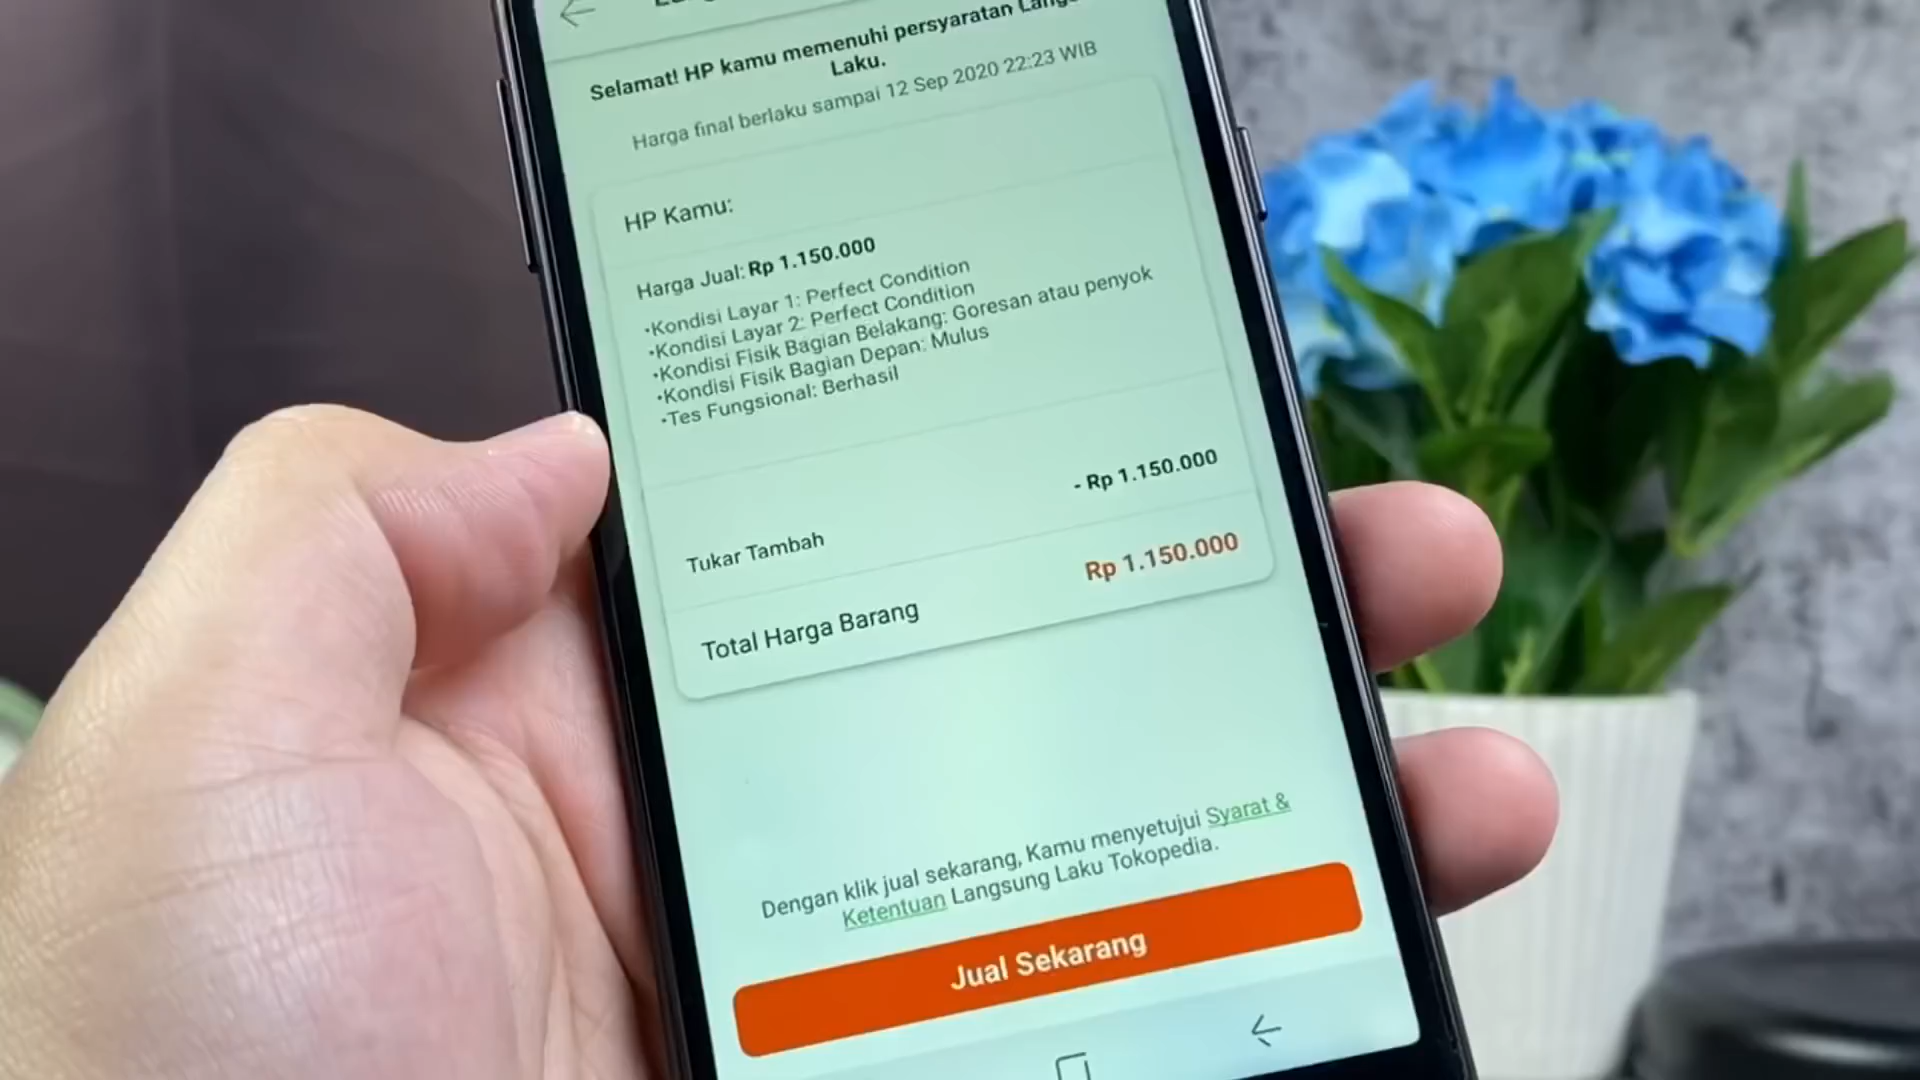 Selamat! HP kamu memenuhi persyaratan
Laku.
Harga final berlaku sampai 12 Sep 2020 22:23 WIB
HP Kamu:
Harga Jual: Rp 1.150.000
•Kondisi Layar 1: Perfect Condition
•Kondisi Layar 2: Perfect Condition
•Kondisi Fisik Bagian Belakang: Goresan atau penyok
•Kondisi Fisik Bagian Depan: Mulus
•Tes Fungsional: Berhasil
Tukar Tambah - Rp 1.150.000
Total Harga Barang Rp 1.150.000
Dengan klik jual sekarang, Kamu menyetujui Syarat &
Ketentuan Langsung Laku Tokopedia.
Jual Sekarang